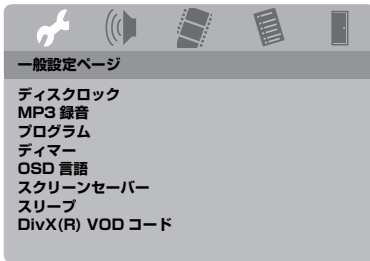 一般設定ページ
ディスクロック
MP3 録音
プログラム
ディマー
OSD 言語
スクリーンセーバー
スリープ
DivX(R) VOD コード